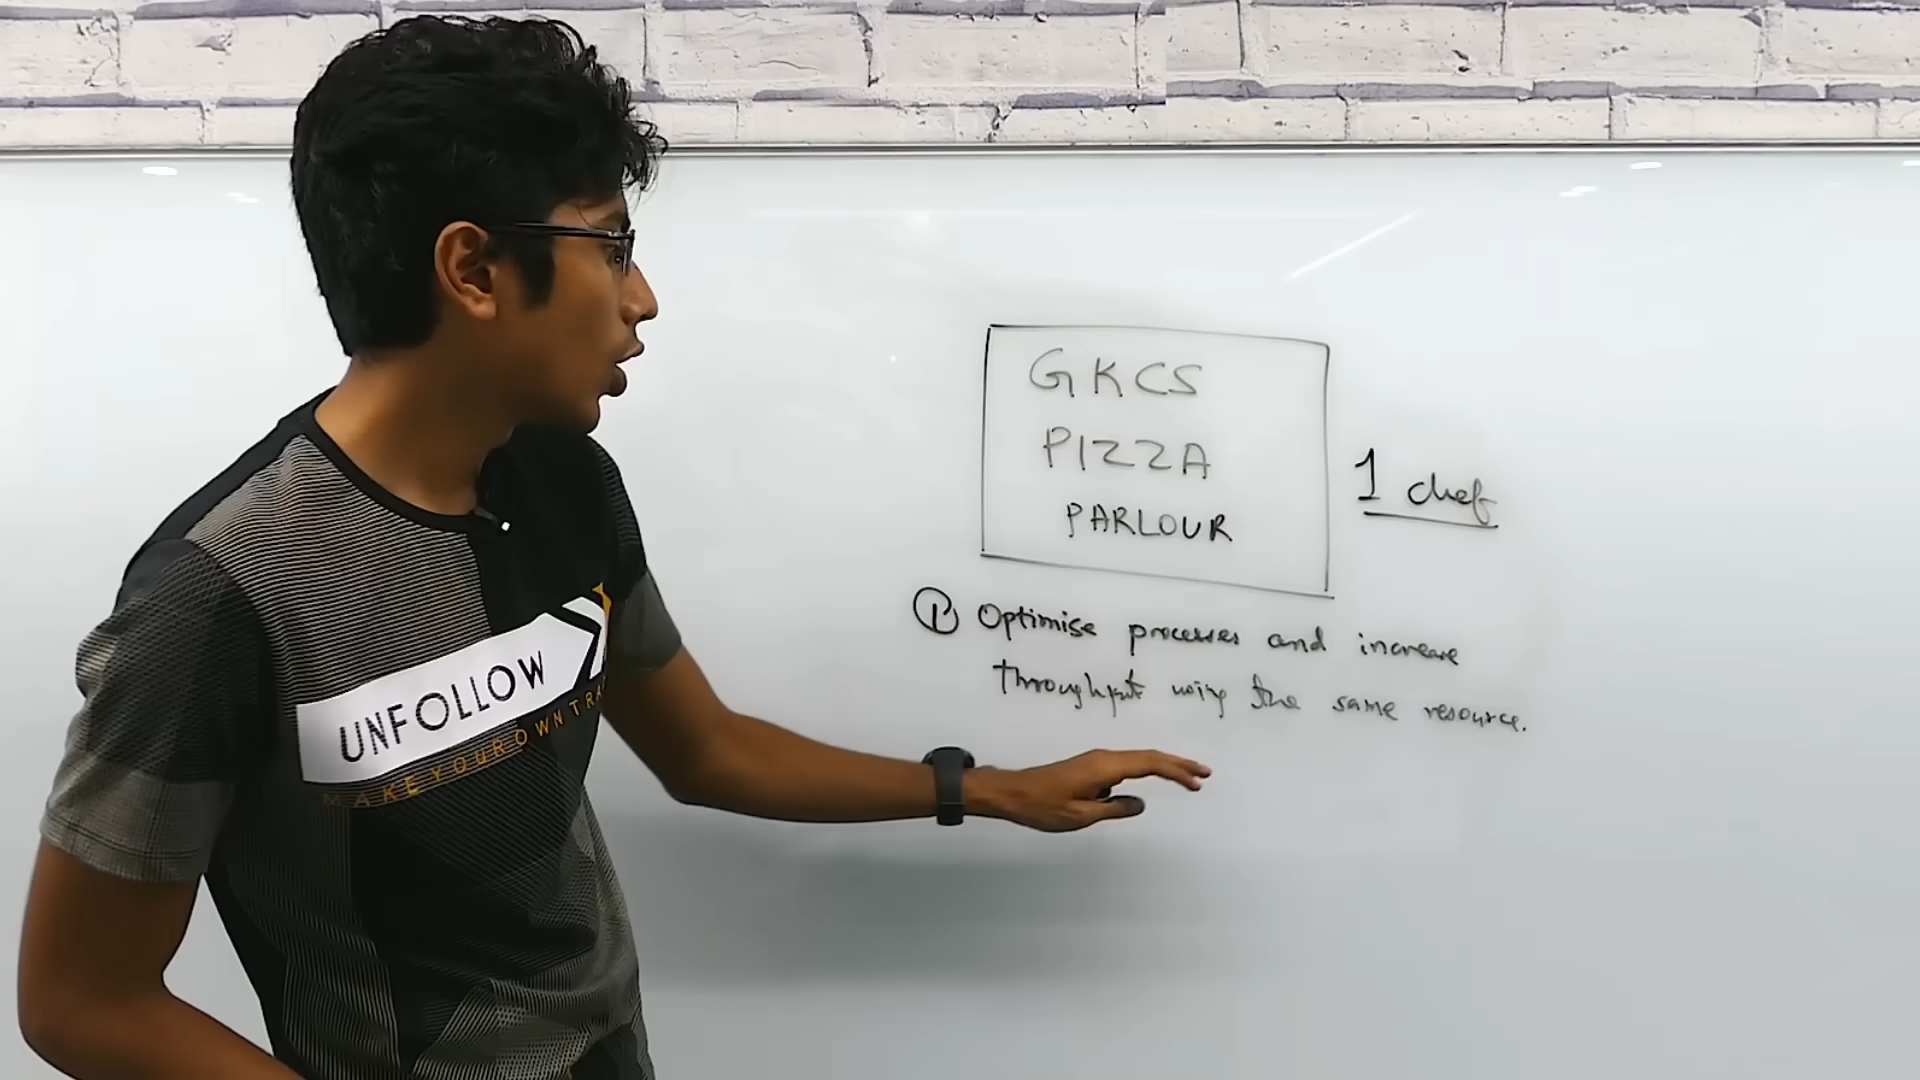 GKCS
PIZZA
PARLOUR
1 chef
① Optimise processes and increase
throughput using the same resource.
UNFOLLOW
MAKE YOUR OWN TRA